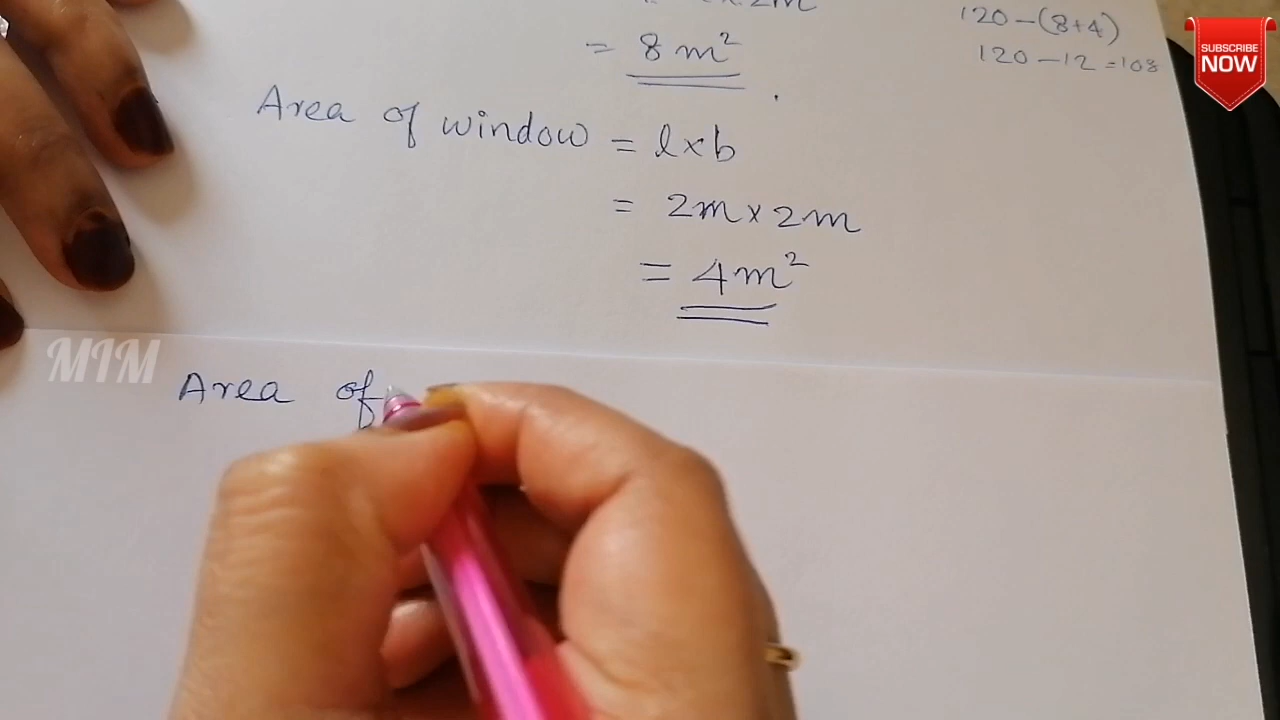 = 8 m²
120 - (8+4)
120 - 12 = 108
SUBSCRIBE
NOW
Area of window = l x b
= 2m x 2m
= 4m²
MIM
Area of